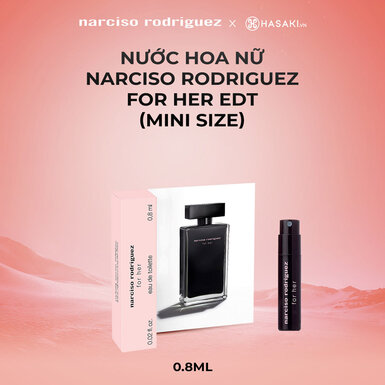 narciso rodriguez x HASAKI.VN
NƯỚC HOA NỮ
NARCISO RODRIGUEZ
FOR HER EDT
(MINI SIZE)
narciso rodriguez
for her
eau de toilette
0.02 fl. oz.
0.8 ml
narciso rodriguez
for her
narciso rodriguez
for her
0.8ML